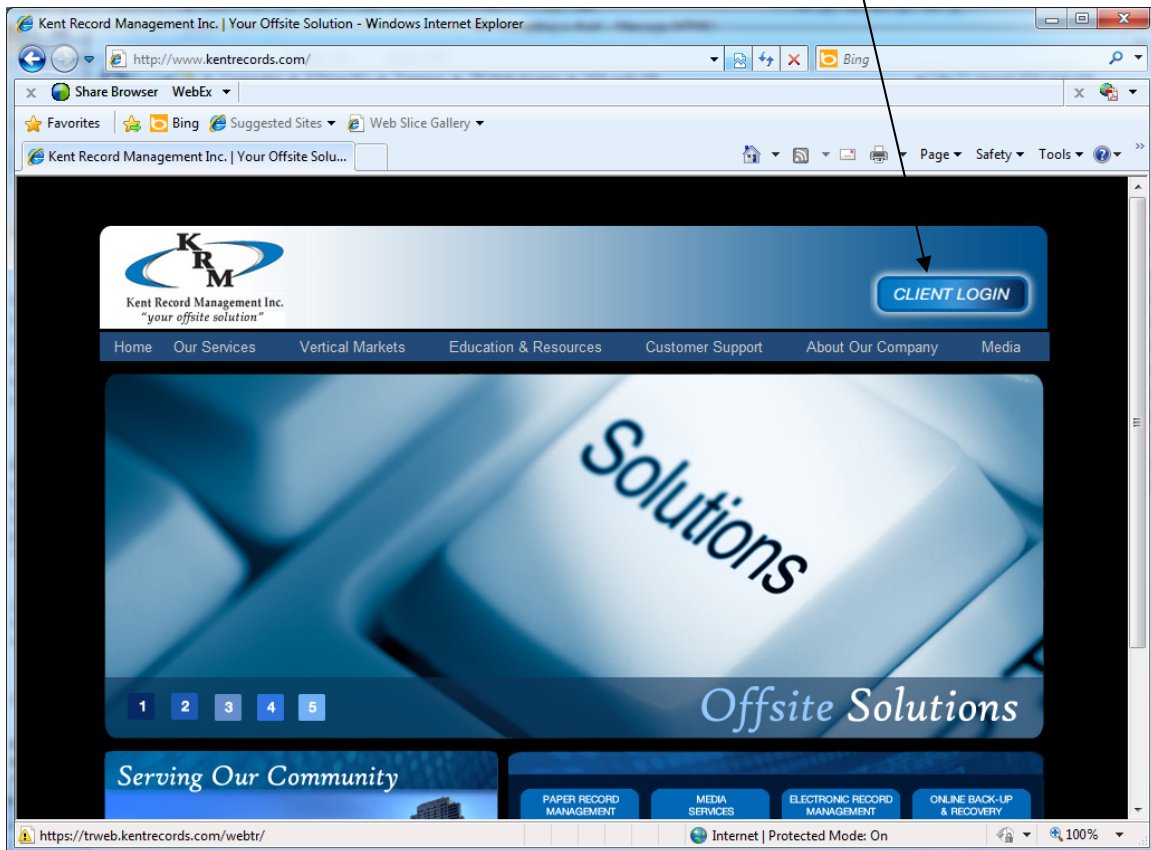 Kent Record Management Inc. | Your Offsite Solution - Windows Internet Explorer
http://www.kentrecords.com/
Bing
Share Browser WebEx
Favorites Bing Suggested Sites Web Slice Gallery
Kent Record Management Inc. | Your Offsite Solu...
Page Safety Tools
KRM
Kent Record Management Inc.
"your offsite solution"
CLIENT LOGIN
Home Our Services Vertical Markets Education & Resources Customer Support About Our Company Media
Solutions
1 2 3 4 5
Offsite Solutions
Serving Our Community
PAPER RECORD
MANAGEMENT
MEDIA
SERVICES
ELECTRONIC RECORD
MANAGEMENT
ONLINE BACK-UP
& RECOVERY
https://trweb.kentrecords.com/webtr/
Internet | Protected Mode: On
100%